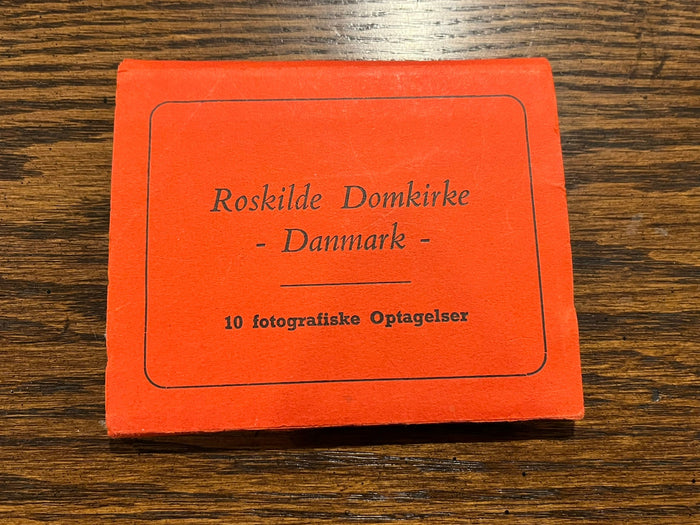 Roskilde Domkirke
- Danmark -
10 fotografiske Optagelser